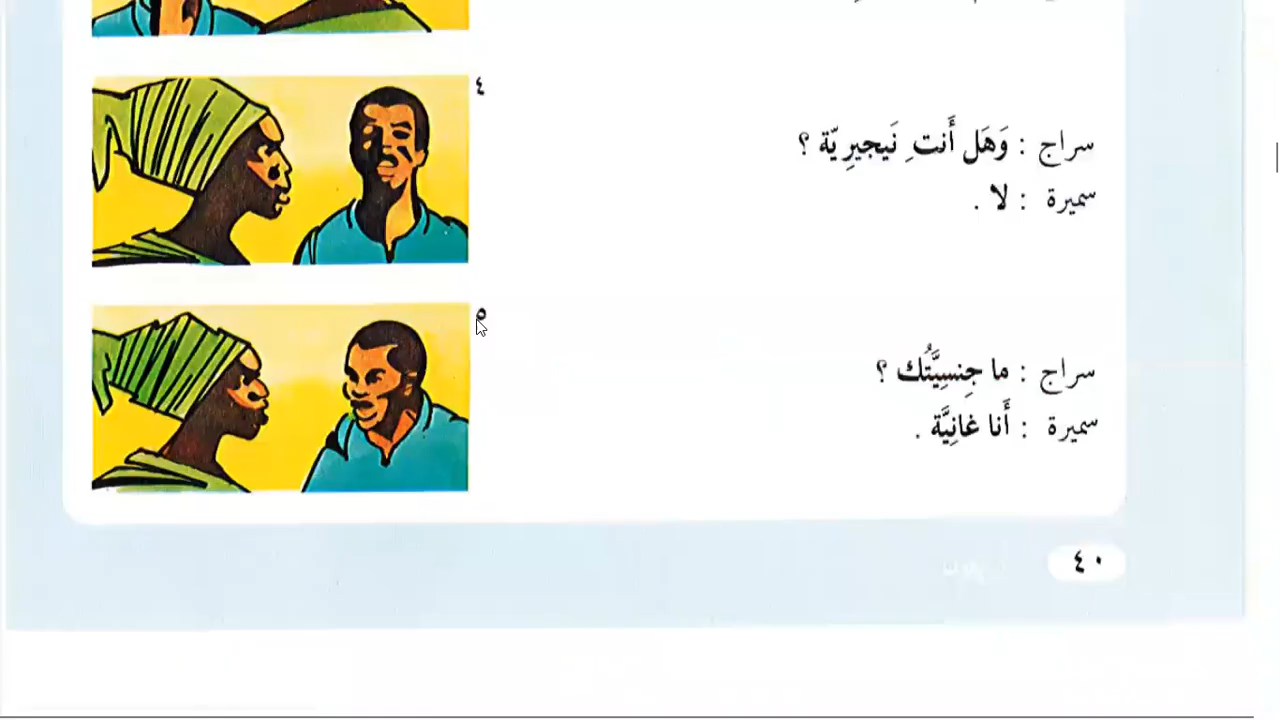 ٤
سراج : وَهَل أَنت ِ نَيجيرِيّة ؟
سميرة : لا .
٥
سراج : ما جِنسِيَّتُك ؟
سميرة : أَنا غانِيَّة .
٤٠